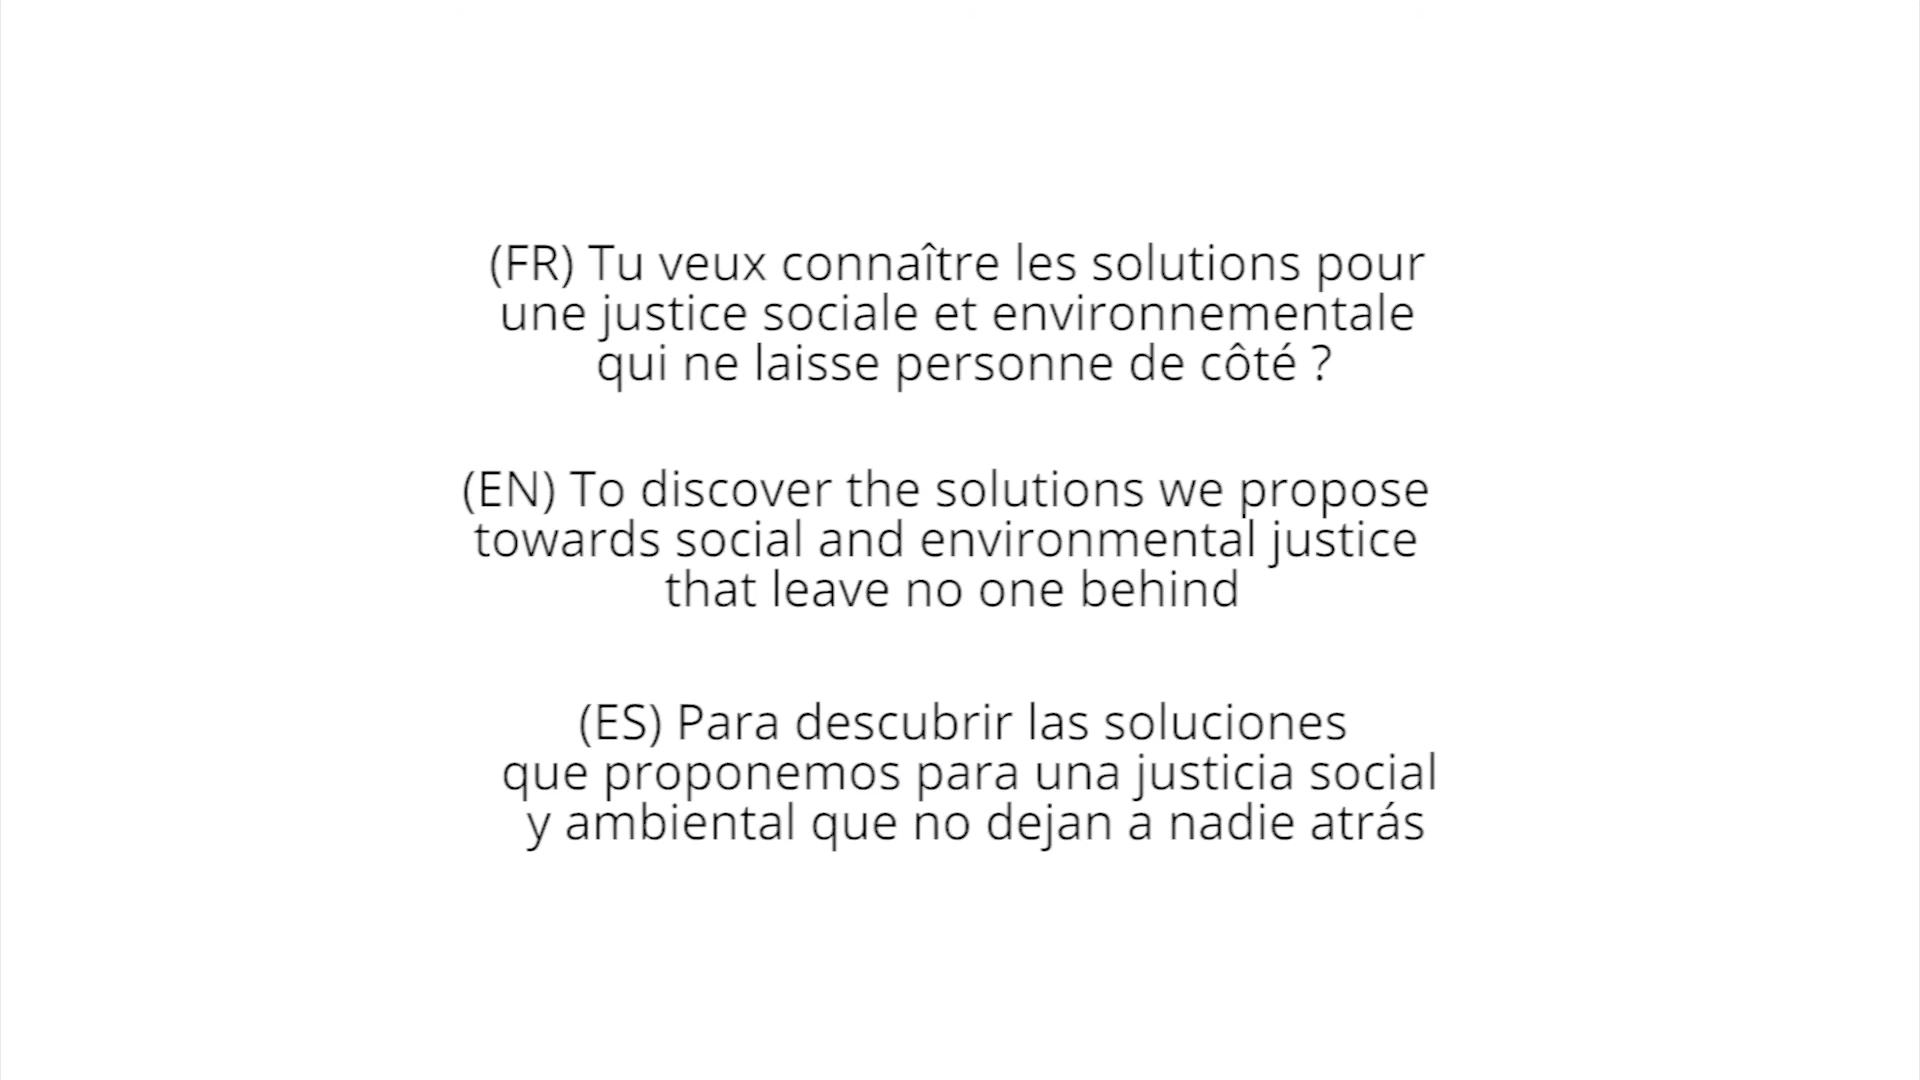 (FR) Tu veux connaître les solutions pour
une justice sociale et environnementale
qui ne laisse personne de côté ?
(EN) To discover the solutions we propose
towards social and environmental justice
that leave no one behind
(ES) Para descubrir las soluciones
que proponemos para una justicia social
y ambiental que no dejan a nadie atrás